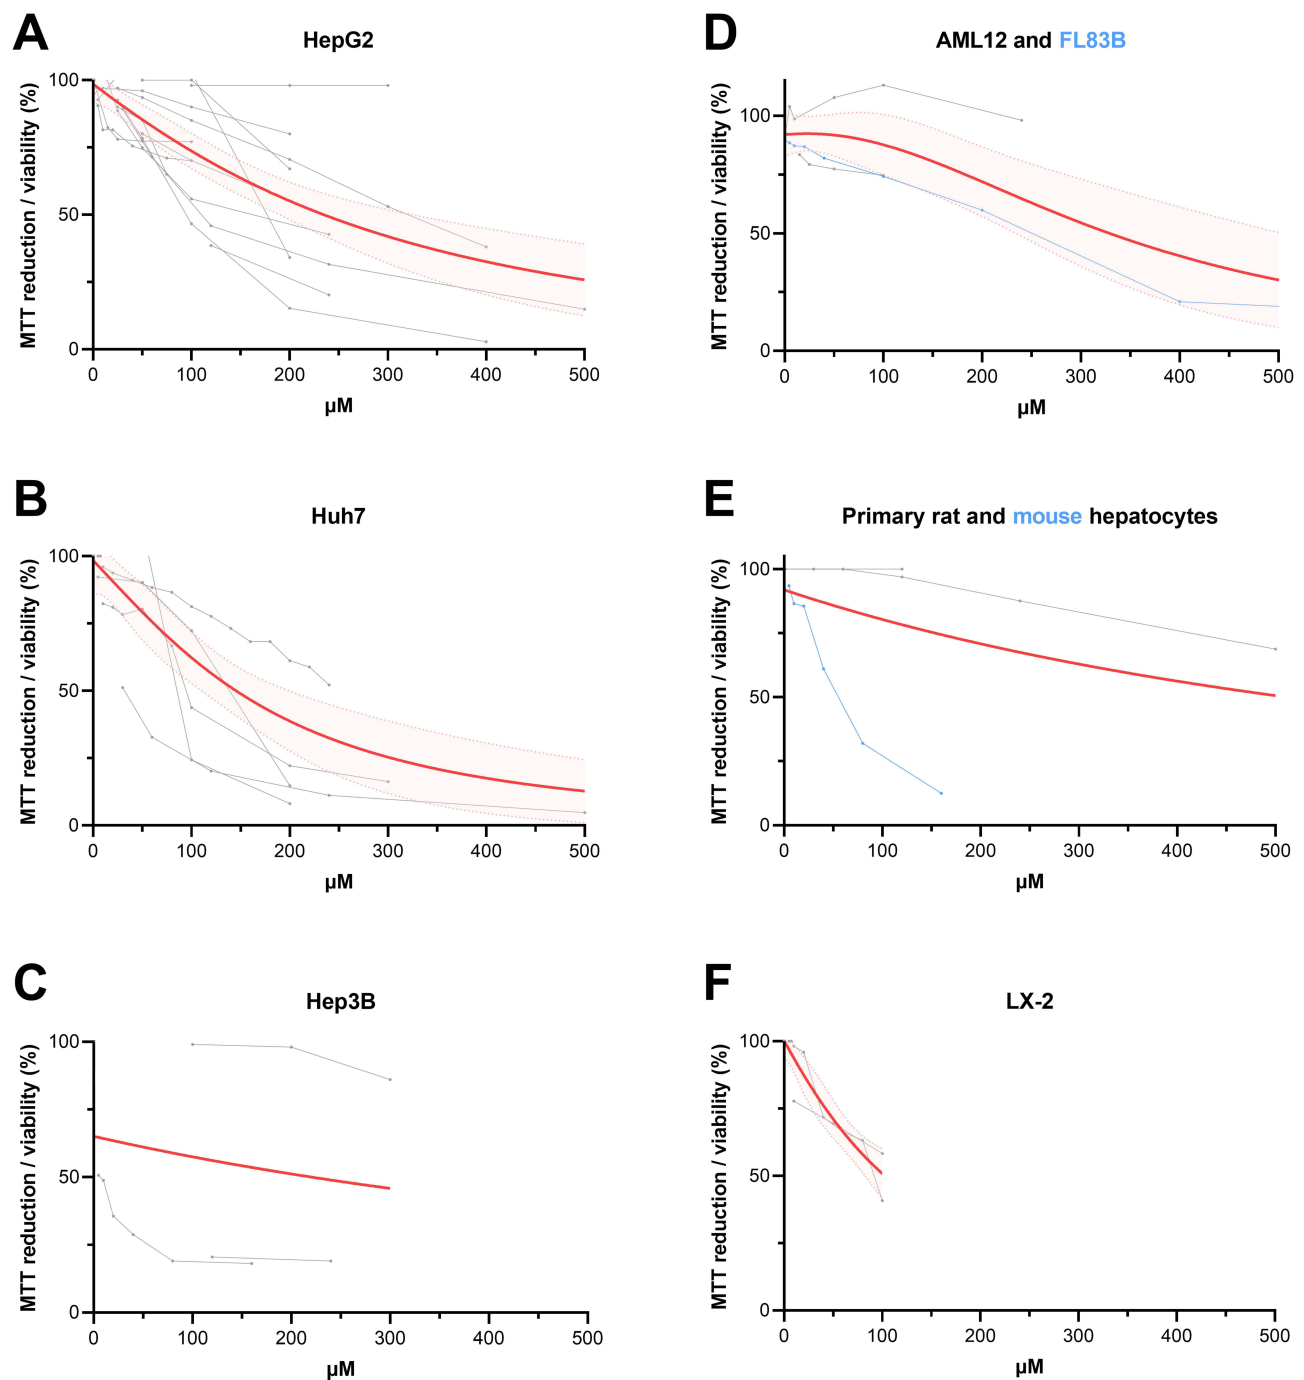 A
HepG2
MTT reduction / viability (%)
100
50
0
0 100 200 300 400 500
µM
B
Huh7
MTT reduction / viability (%)
100
50
0
0 100 200 300 400 500
µM
C
Hep3B
MTT reduction / viability (%)
100
50
0
0 100 200 300 400 500
µM
D
AML12 and FL83B
MTT reduction / viability (%)
100
50
0
0 100 200 300 400 500
µM
E
Primary rat and mouse hepatocytes
MTT reduction / viability (%)
100
50
0
0 100 200 300 400 500
µM
F
LX-2
MTT reduction / viability (%)
100
50
0
0 100 200 300 400 500
µM